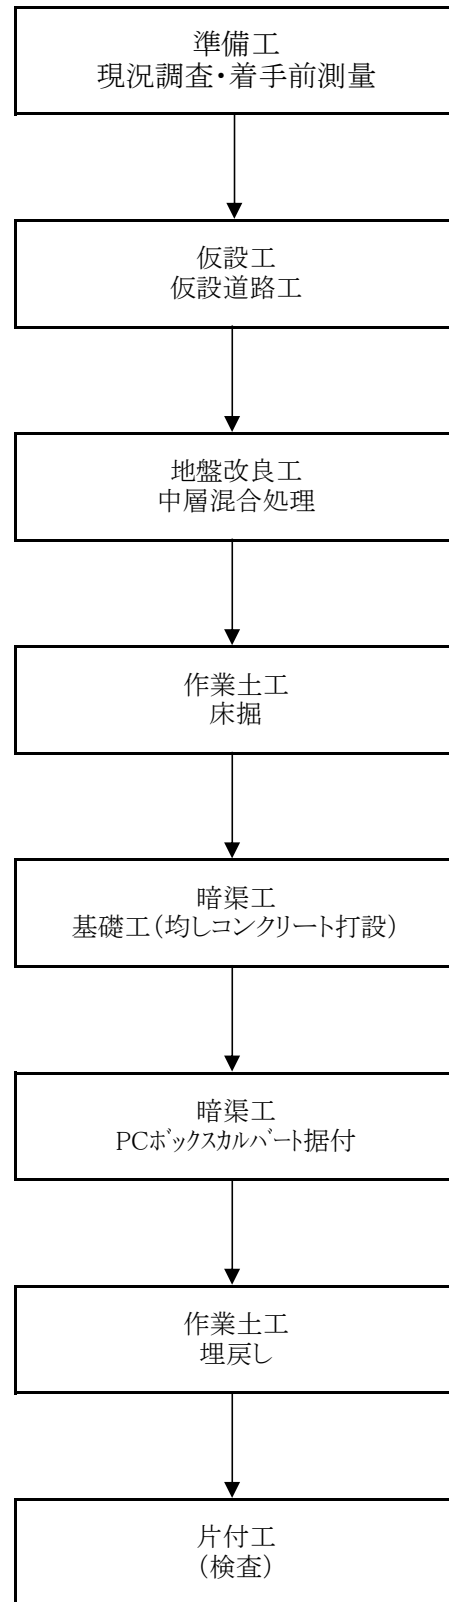 準備工
現況調査・着手前測量
仮設工
仮設道路工
地盤改良工
中層混合処理
作業土工
床掘
暗渠工
基礎工(均しコンクリート打設)
暗渠工
PCボックスカルバート据付
作業土工
埋戻し
片付工
(検査)